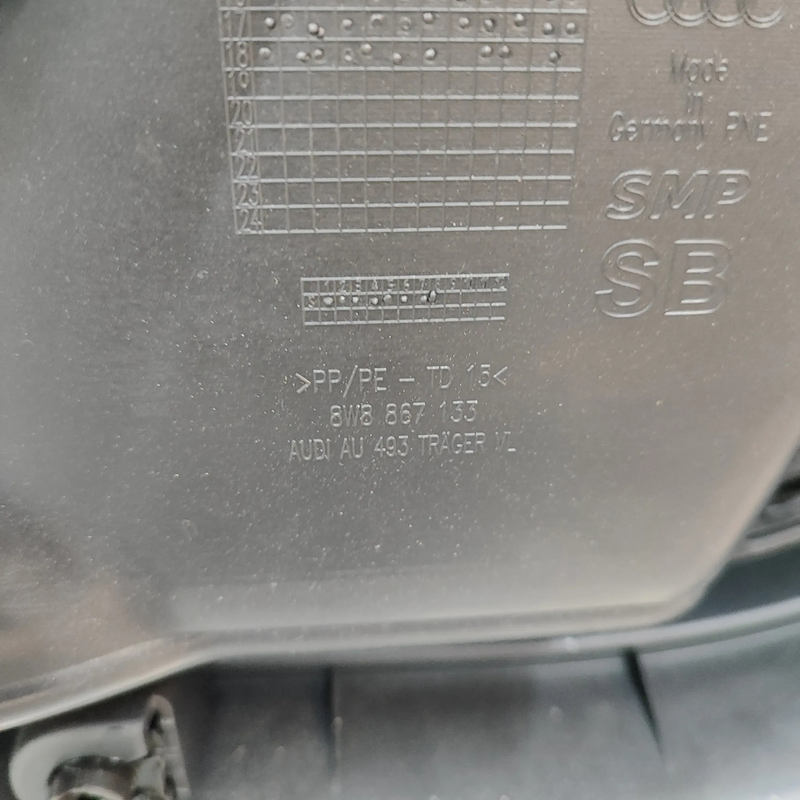 17
18
19
20
21
22
23
24
Made
in
Germany PNE
SMP
SB
>PP/PE - TD 15<
8W8 867 133
AUDI AU 493 TRÄGER VL